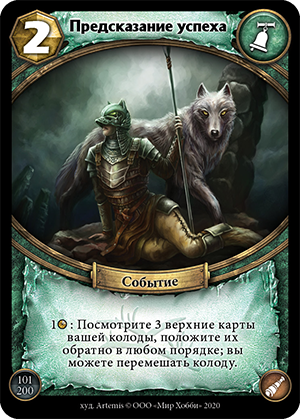 2 Предсказание успеха
Событие
1 : Посмотрите 3 верхние карты
вашей колоды, положите их
обратно в любом порядке; вы
можете перемешать колоду.
101
200
худ. Artemis © ООО «Мир Хобби» 2020